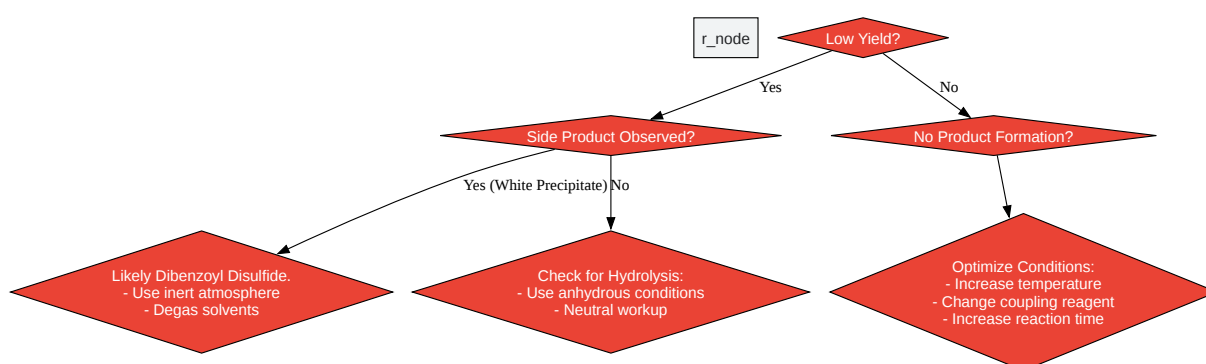 r_node
Low Yield?
Yes
No
Side Product Observed?
No Product Formation?
Yes (White Precipitate)
No
Likely Dibenzoyl Disulfide.
- Use inert atmosphere
- Degas solvents
Check for Hydrolysis:
- Use anhydrous conditions
- Neutral workup
Optimize Conditions:
- Increase temperature
- Change coupling reagent
- Increase reaction time